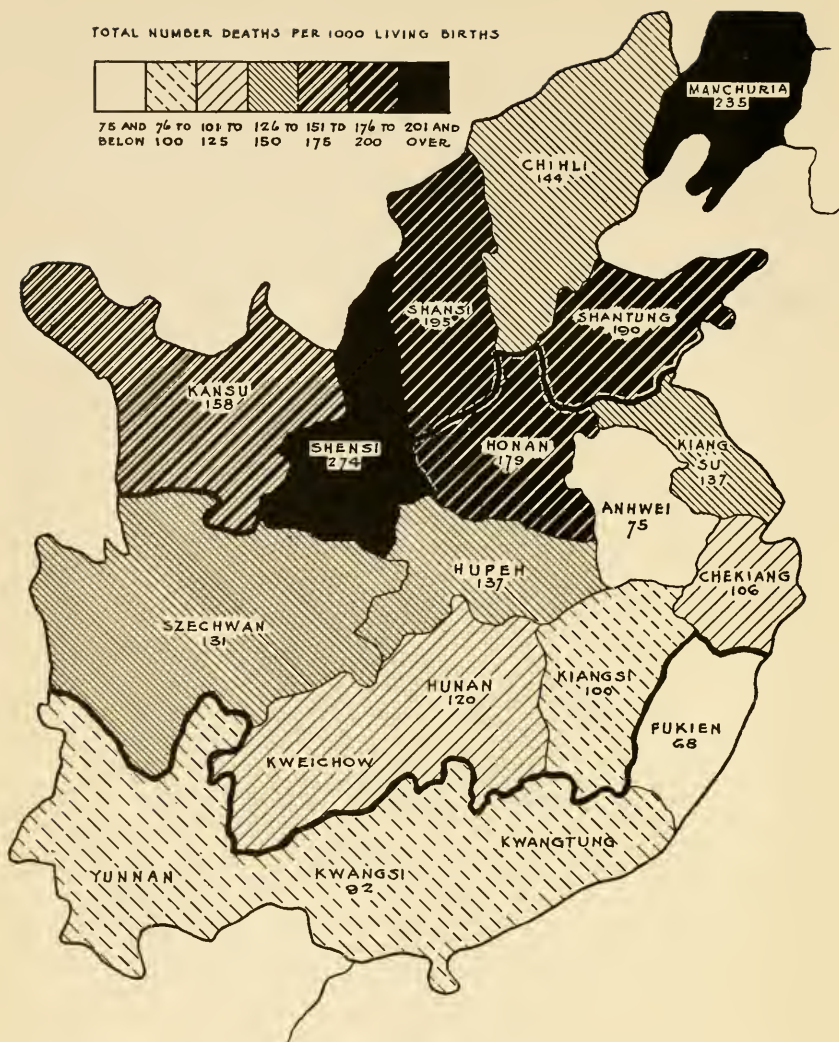 TOTAL NUMBER DEATHS PER 1000 LIVING BIRTHS
75 AND BELOW
76 TO 100
101 TO 125
126 TO 150
151 TO 175
176 TO 200
201 AND OVER
MANCHURIA
235
CHIHLI
144
SHANSI
195
SHANTUNG
190
KANSU
158
SHENSI
274
HONAN
179
KIANG
SU
137
ANHWEI
75
HUPEH
137
CHEKIANG
106
SZECHWAN
131
HUNAN
120
KIANGSI
100
FUKIEN
68
KWEICHOW
KWANGTUNG
YUNNAN
KWANGSI
92